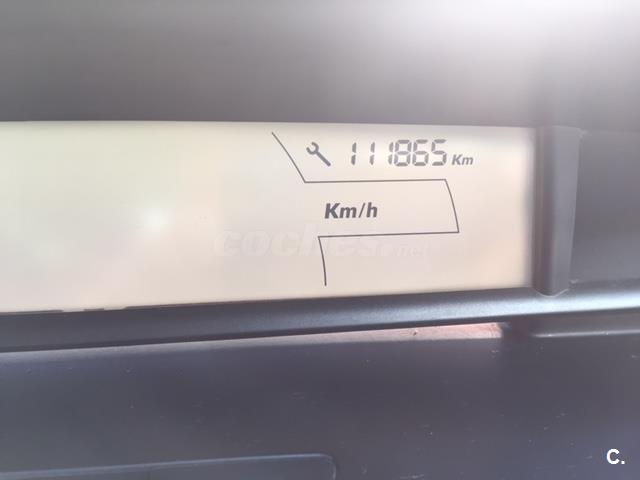 111865 Km
Km/h
coches.net
C.